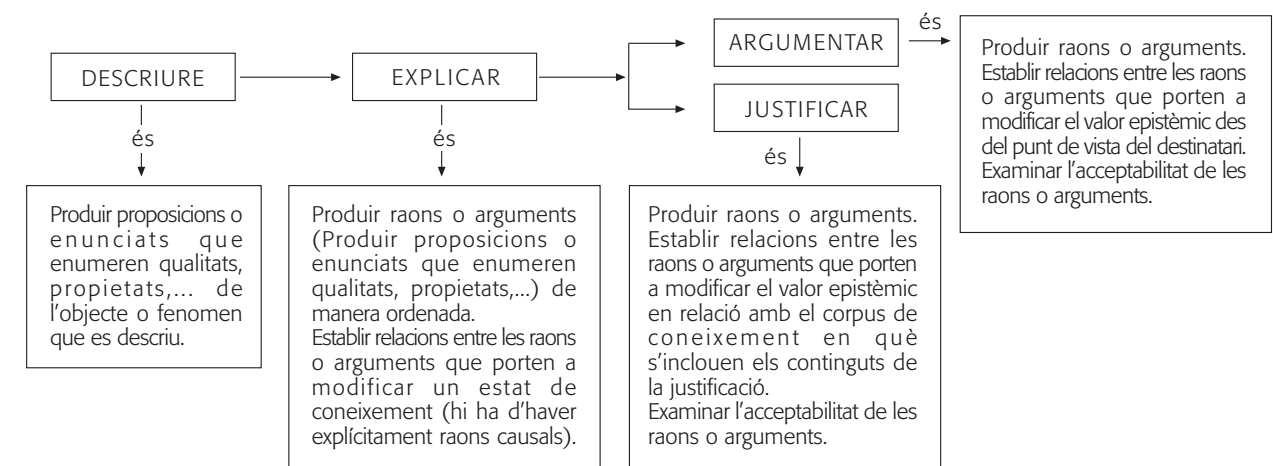 DESCRIURE
EXPLICAR
ARGUMENTAR
JUSTIFICAR
és
és
és
és
Produir proposicions o
enunciats que
enumeren qualitats,
propietats,... de
l'objecte o fenomen
que es descriu.
Produir raons o arguments
(Produir proposicions o
enunciats que enumeren
qualitats, propietats,...) de
manera ordenada.
Establir relacions entre les raons
o arguments que porten a
modificar un estat de
coneixement (hi ha d'haver
explícitament raons causals).
Produir raons o arguments.
Establir relacions entre les
raons o arguments que porten
a modificar el valor epistèmic
en relació amb el corpus de
coneixement en què
s'inclouen els continguts de
la justificació.
Examinar l'acceptabilitat de les
raons o arguments.
Produir raons o arguments.
Establir relacions entre les raons
o arguments que porten a
modificar el valor epistèmic des
del punt de vista del destinatari.
Examinar l'acceptabilitat de les
raons o arguments.